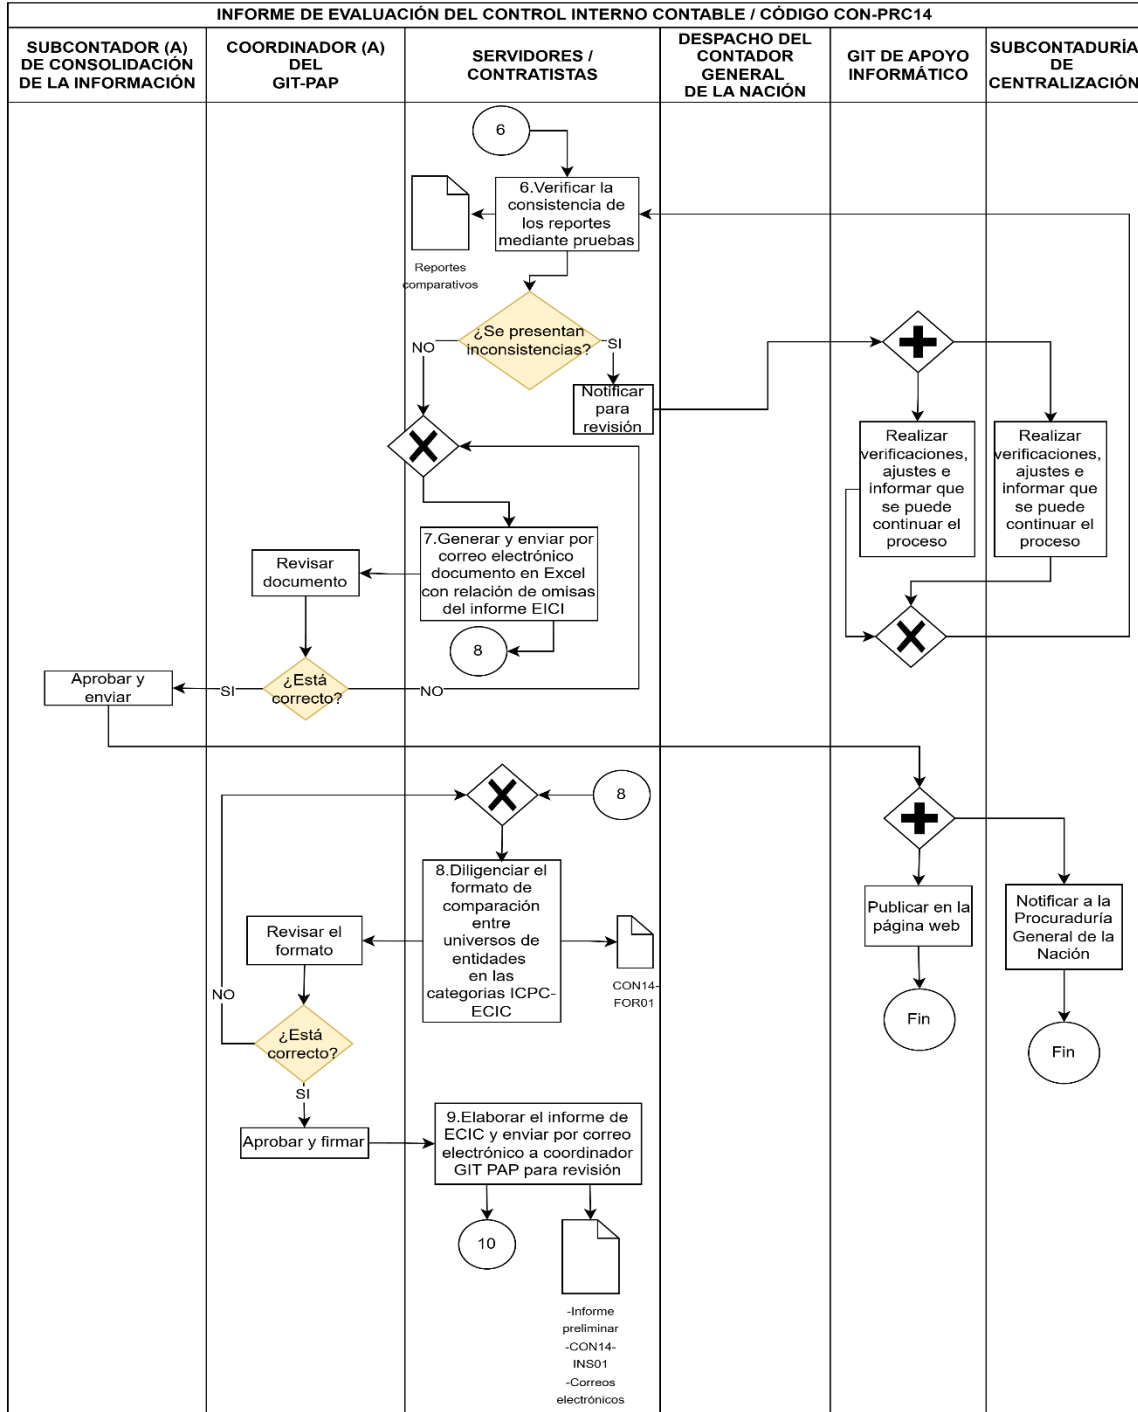 INFORME DE EVALUACIÓN DEL CONTROL INTERNO CONTABLE / CÓDIGO CON-PRC14
SUBCONTADOR (A)
DE CONSOLIDACIÓN
DE LA INFORMACIÓN
COORDINADOR (A)
DEL
GIT-PAP
SERVIDORES /
CONTRATISTAS
DESPACHO DEL
CONTADOR
GENERAL
DE LA NACIÓN
GIT DE APOYO
INFORMÁTICO
SUBCONTADURÍA
DE
CENTRALIZACIÓN
6
6.Verificar la
consistencia de
los reportes
mediante pruebas
Reportes
comparativos
¿Se presentan
inconsistencias?
NO
SI
Notificar
para
revisión
Realizar
verificaciones,
ajustes e
informar que
se puede
continuar el
proceso
Realizar
verificaciones,
ajustes e
informar que
se puede
continuar el
proceso
7.Generar y enviar por
correo electrónico
documento en Excel
con relación de omisas
del informe EICI
Revisar
documento
8
¿Está
correcto?
SI
NO
Aprobar y
enviar
8
8.Diligenciar el
formato de
comparación
entre
universos de
entidades
en las
categorias ICPC-
ECIC
CON14-
FOR01
Revisar el
formato
NO
¿Está
correcto?
SI
Aprobar y firmar
Publicar en la
página web
Notificar a la
Procuraduría
General de la
Nación
Fin
Fin
9.Elaborar el informe de
ECIC y enviar por correo
electrónico a coordinador
GIT PAP para revisión
10
-Informe
preliminar
-CON14-
INS01
-Correos
electrónicos